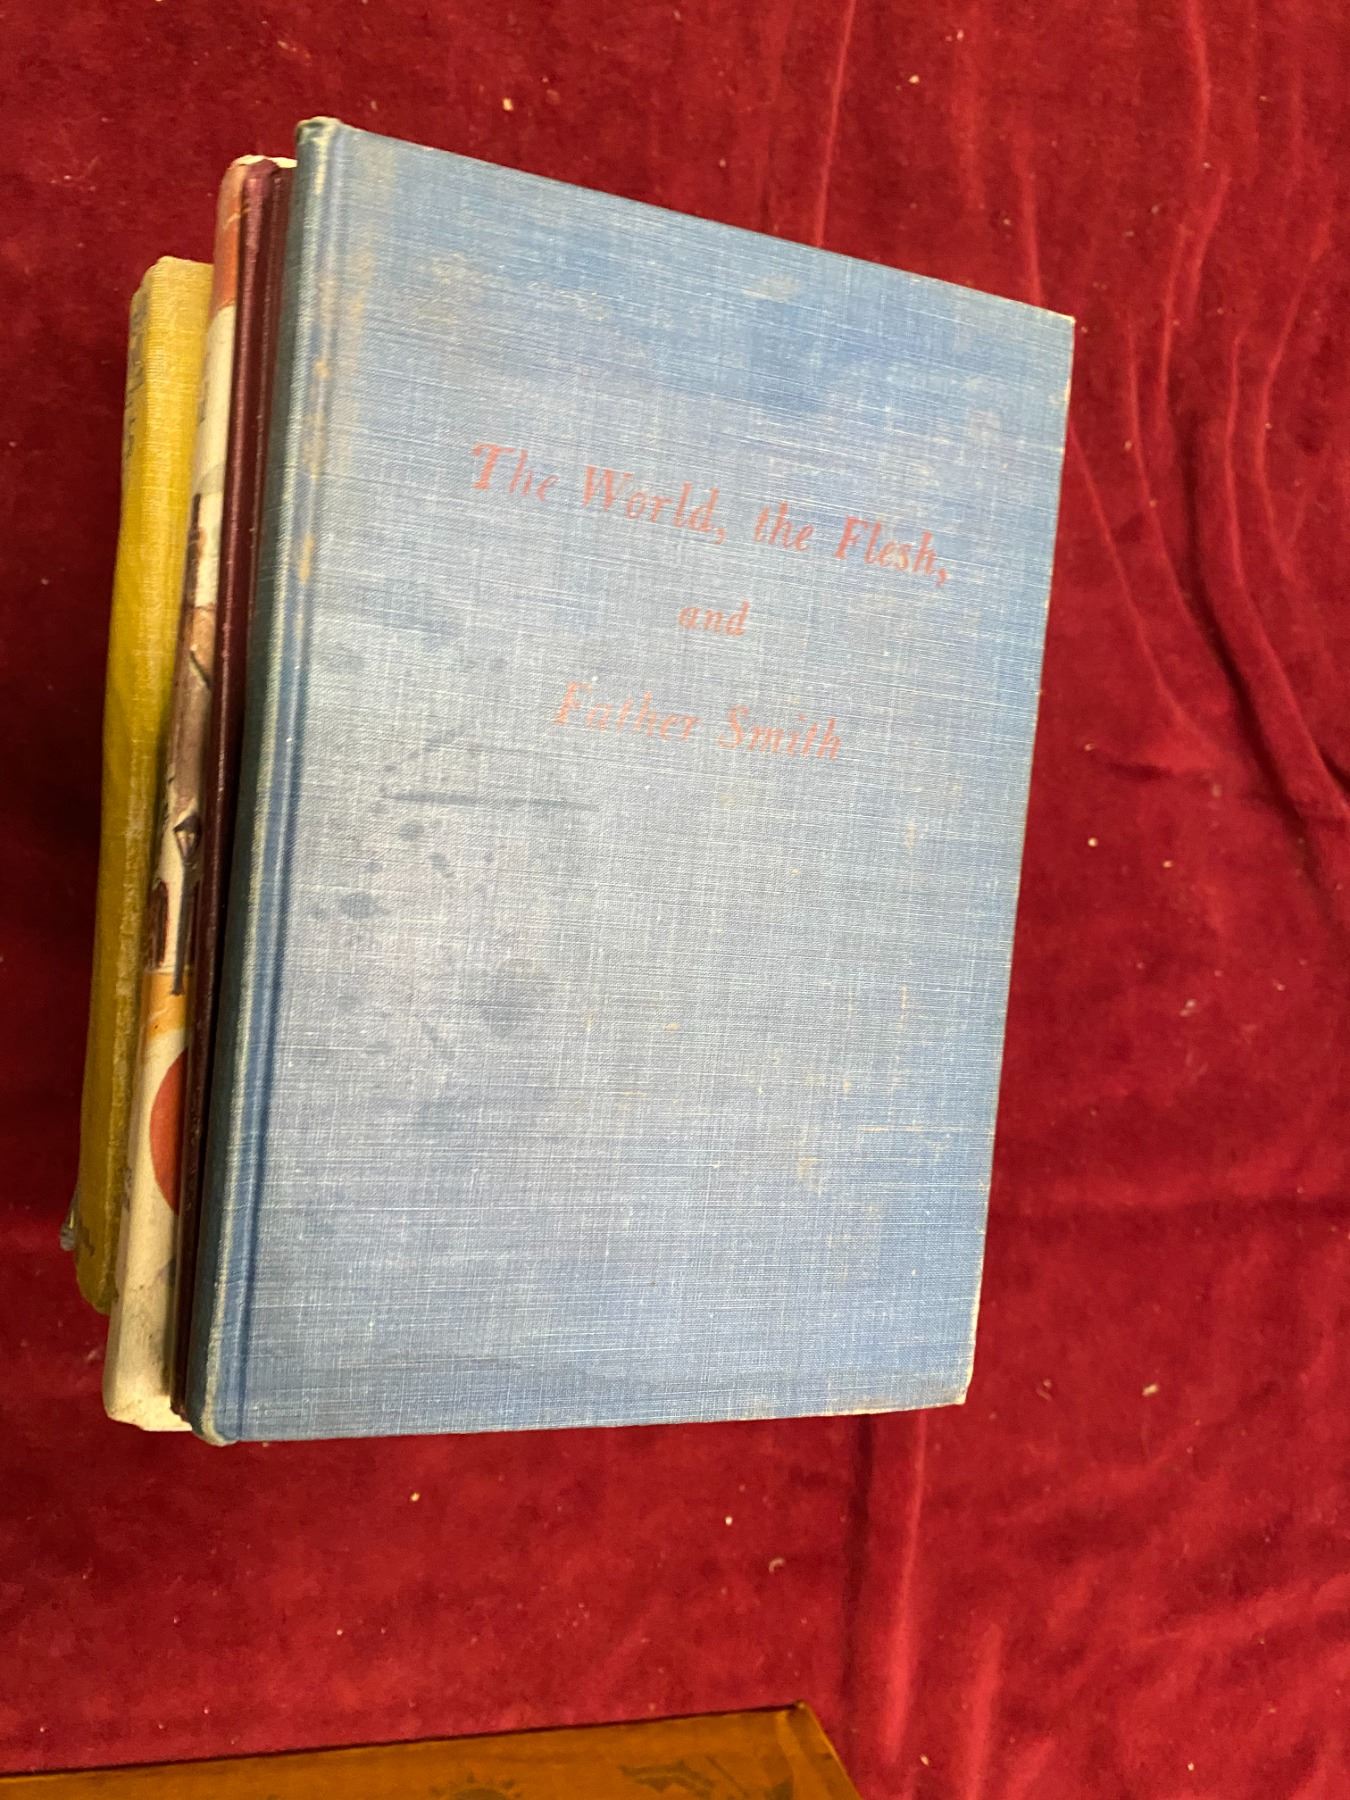 The World, the Flesh,
and
Father Smith